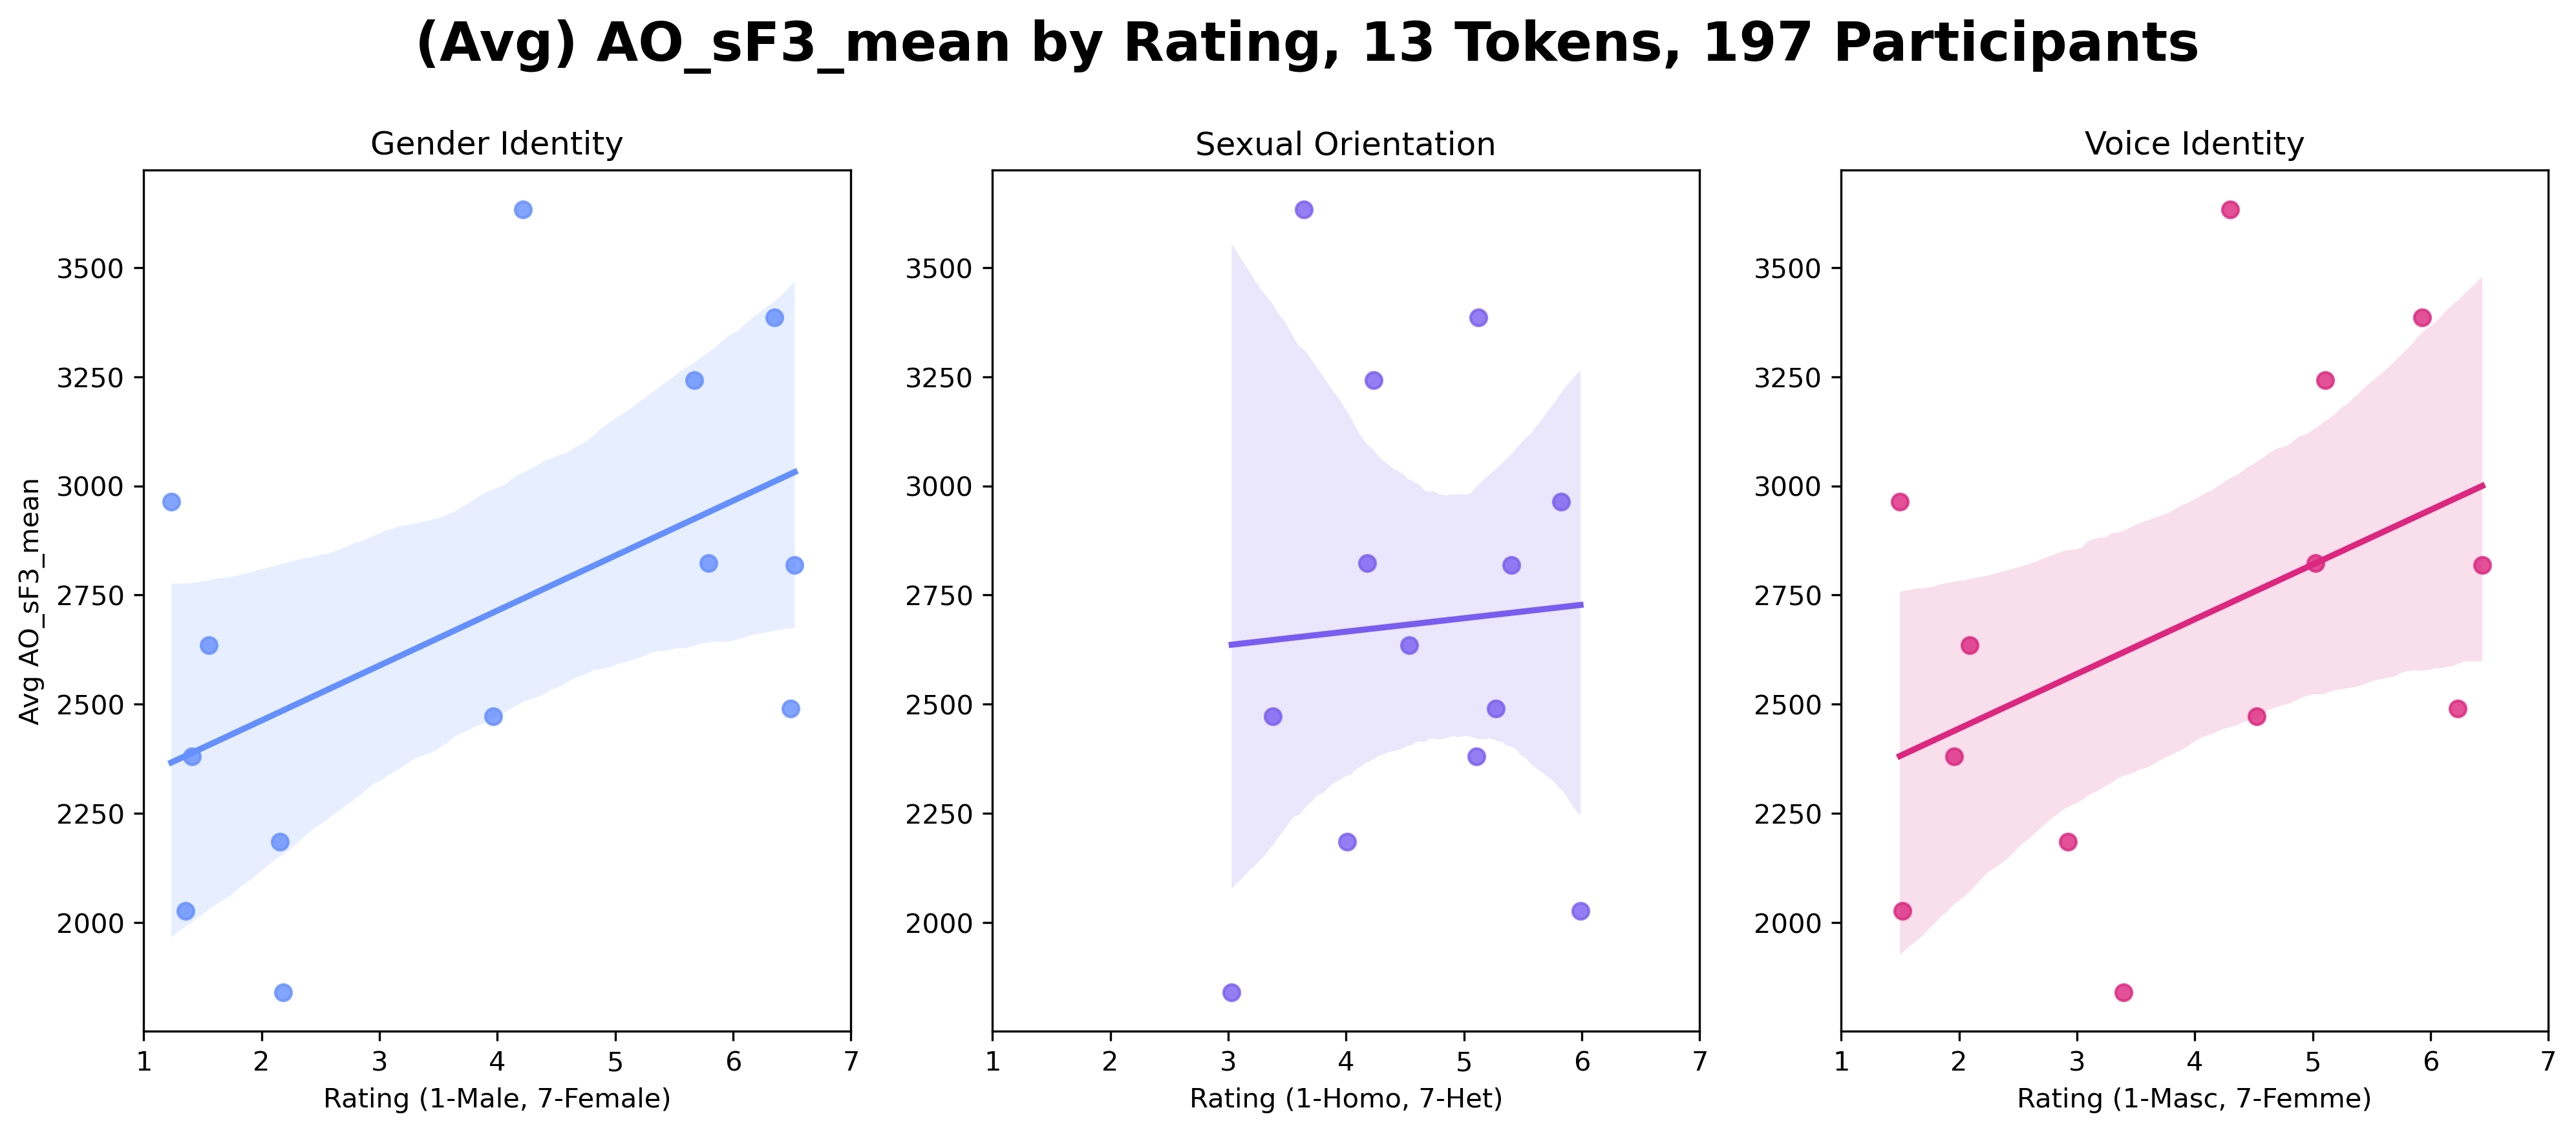 (Avg) AO_sF3_mean by Rating, 13 Tokens, 197 Participants
Gender Identity
Avg AO_sF3_mean
3500
3250
3000
2750
2500
2250
2000
1 2 3 4 5 6 7
Rating (1-Male, 7-Female)
Sexual Orientation
3500
3250
3000
2750
2500
2250
2000
1 2 3 4 5 6 7
Rating (1-Homo, 7-Het)
Voice Identity
3500
3250
3000
2750
2500
2250
2000
1 2 3 4 5 6 7
Rating (1-Masc, 7-Femme)